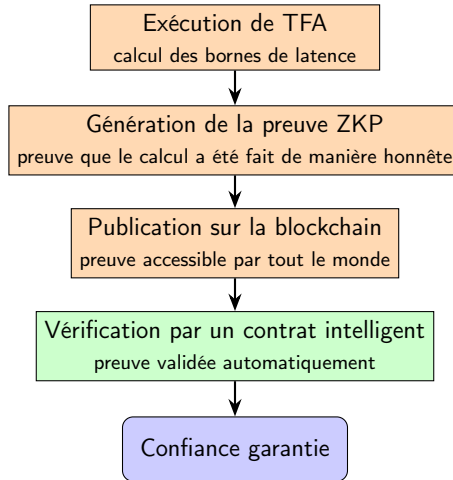 Exécution de TFA
calcul des bornes de latence
Génération de la preuve ZKP
preuve que le calcul a été fait de manière honnête
Publication sur la blockchain
preuve accessible par tout le monde
Vérification par un contrat intelligent
preuve validée automatiquement
Confiance garantie